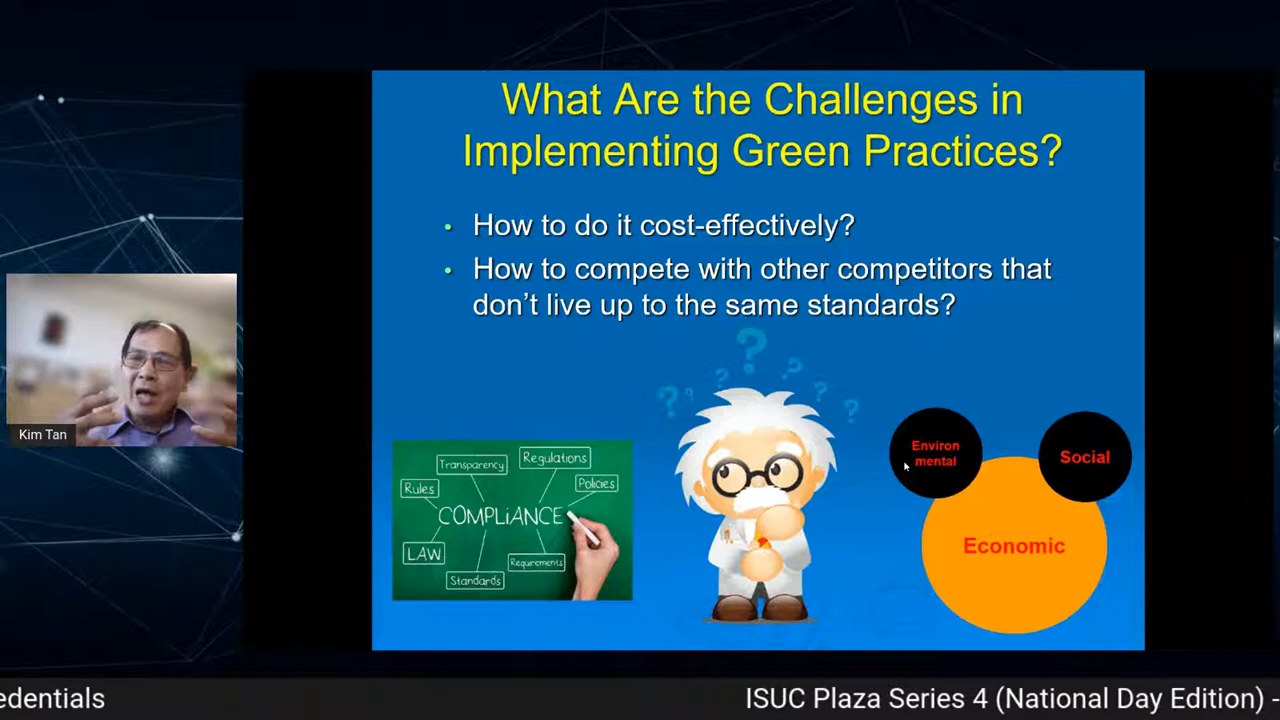 What Are the Challenges in
Implementing Green Practices?
• How to do it cost-effectively?
• How to compete with other competitors that
don’t live up to the same standards?
? ? ? ? ? ? ?
Transparency
Regulations
Rules
Policies
COMPLiANCE
LAW
Requirements
Standards
Environ
mental
Social
Economic
Kim Tan
edentials
ISUC Plaza Series 4 (National Day Edition) -